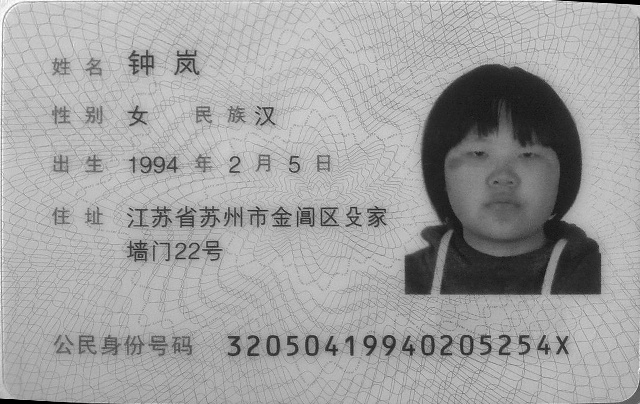 姓名 钟岚
性别 女 民族 汉
出生 1994 年 2 月 5 日
住址 江苏省苏州市金阊区殳家
墙门22号
公民身份号码 32050419940205254X